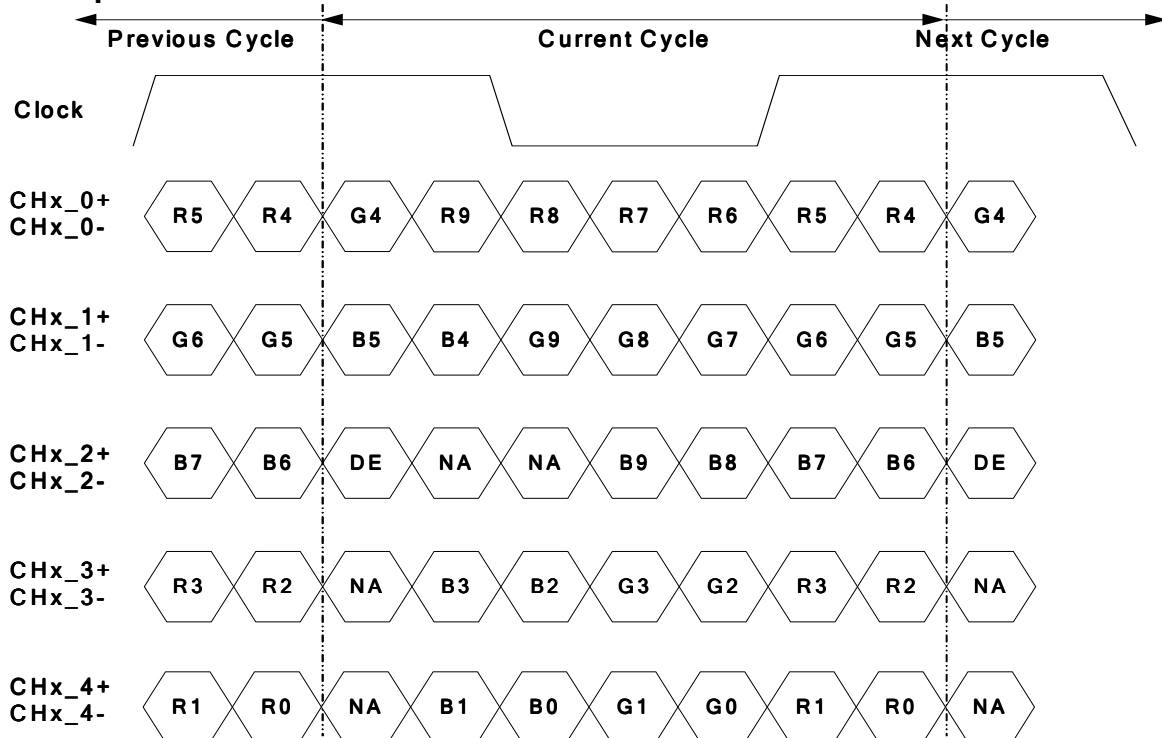 Previous Cycle Current Cycle Next Cycle
Clock
CHx_0+
CHx_0-
R5 R4 G4 R9 R8 R7 R6 R5 R4 G4
CHx_1+
CHx_1-
G6 G5 B5 B4 G9 G8 G7 G6 G5 B5
CHx_2+
CHx_2-
B7 B6 DE NA NA B9 B8 B7 B6 DE
CHx_3+
CHx_3-
R3 R2 NA B3 B2 G3 G2 R3 R2 NA
CHx_4+
CHx_4-
R1 R0 NA B1 B0 G1 G0 R1 R0 NA